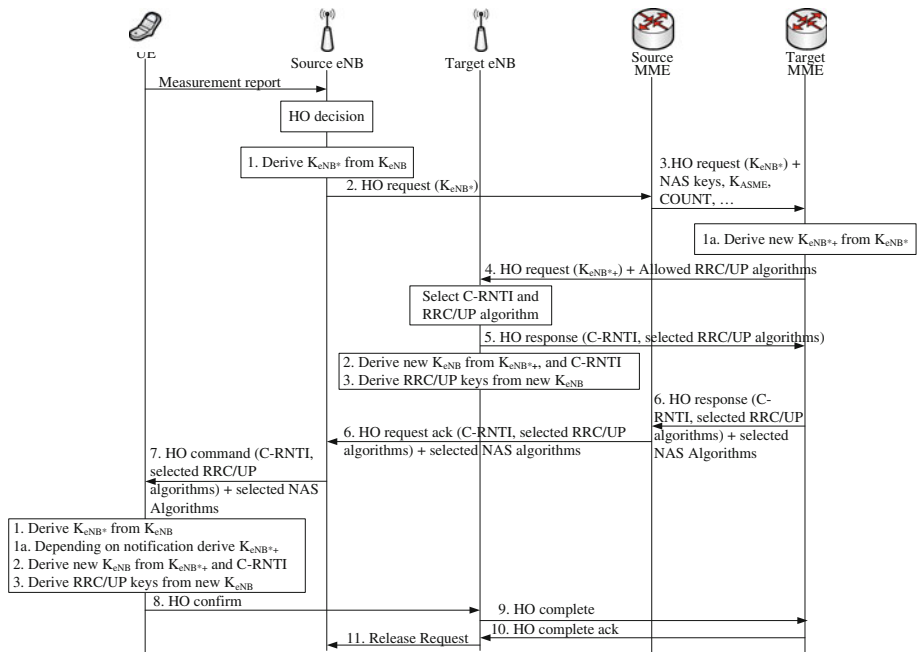 UE
Source eNB
Target eNB
Source
MME
Target
MME
Measurement report
HO decision
1. Derive KeNB* from KeNB
2. HO request (KeNB*)
3.HO request (KeNB*) +
NAS keys, KASME,
COUNT, …
1a. Derive new KeNB*+ from KeNB*
4. HO request (KeNB*+) + Allowed RRC/UP algorithms
Select C-RNTI and
RRC/UP algorithm
5. HO response (C-RNTI, selected RRC/UP algorithms)
2. Derive new KeNB from KeNB*+, and C-RNTI
3. Derive RRC/UP keys from new KeNB
6. HO response (C-
RNTI, selected RRC/UP
algorithms) + selected
NAS Algorithms
6. HO request ack (C-RNTI, selected RRC/UP
algorithms) + selected NAS algorithms
7. HO command (C-RNTI,
selected RRC/UP
algorithms) + selected NAS
Algorithms
1. Derive KeNB* from KeNB
1a. Depending on notification derive KeNB*+
2. Derive new KeNB from KeNB*+ and C-RNTI
3. Derive RRC/UP keys from new KeNB
8. HO confirm
9. HO complete
10. HO complete ack
11. Release Request